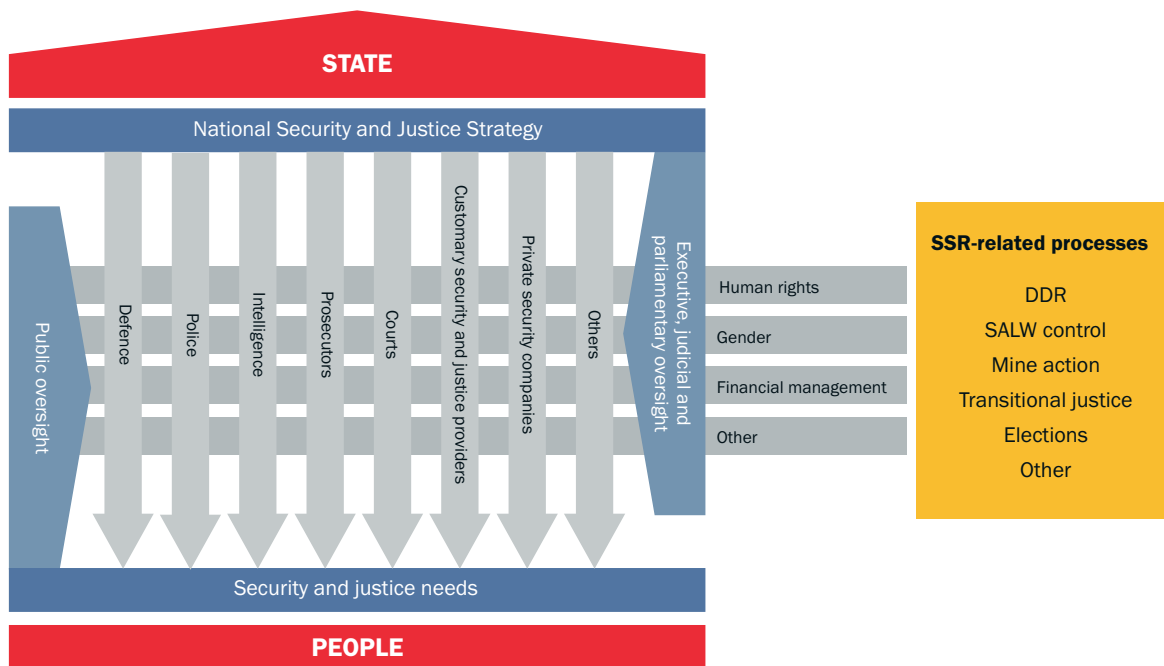 STATE
National Security and Justice Strategy
Public oversight
Defence
Police
Intelligence
Prosecutors
Courts
Customary security and justice providers
Private security companies
Others
Executive, judicial and
parliamentary oversight
Human rights
Gender
Financial management
Other
SSR-related processes
DDR
SALW control
Mine action
Transitional justice
Elections
Other
Security and justice needs
PEOPLE